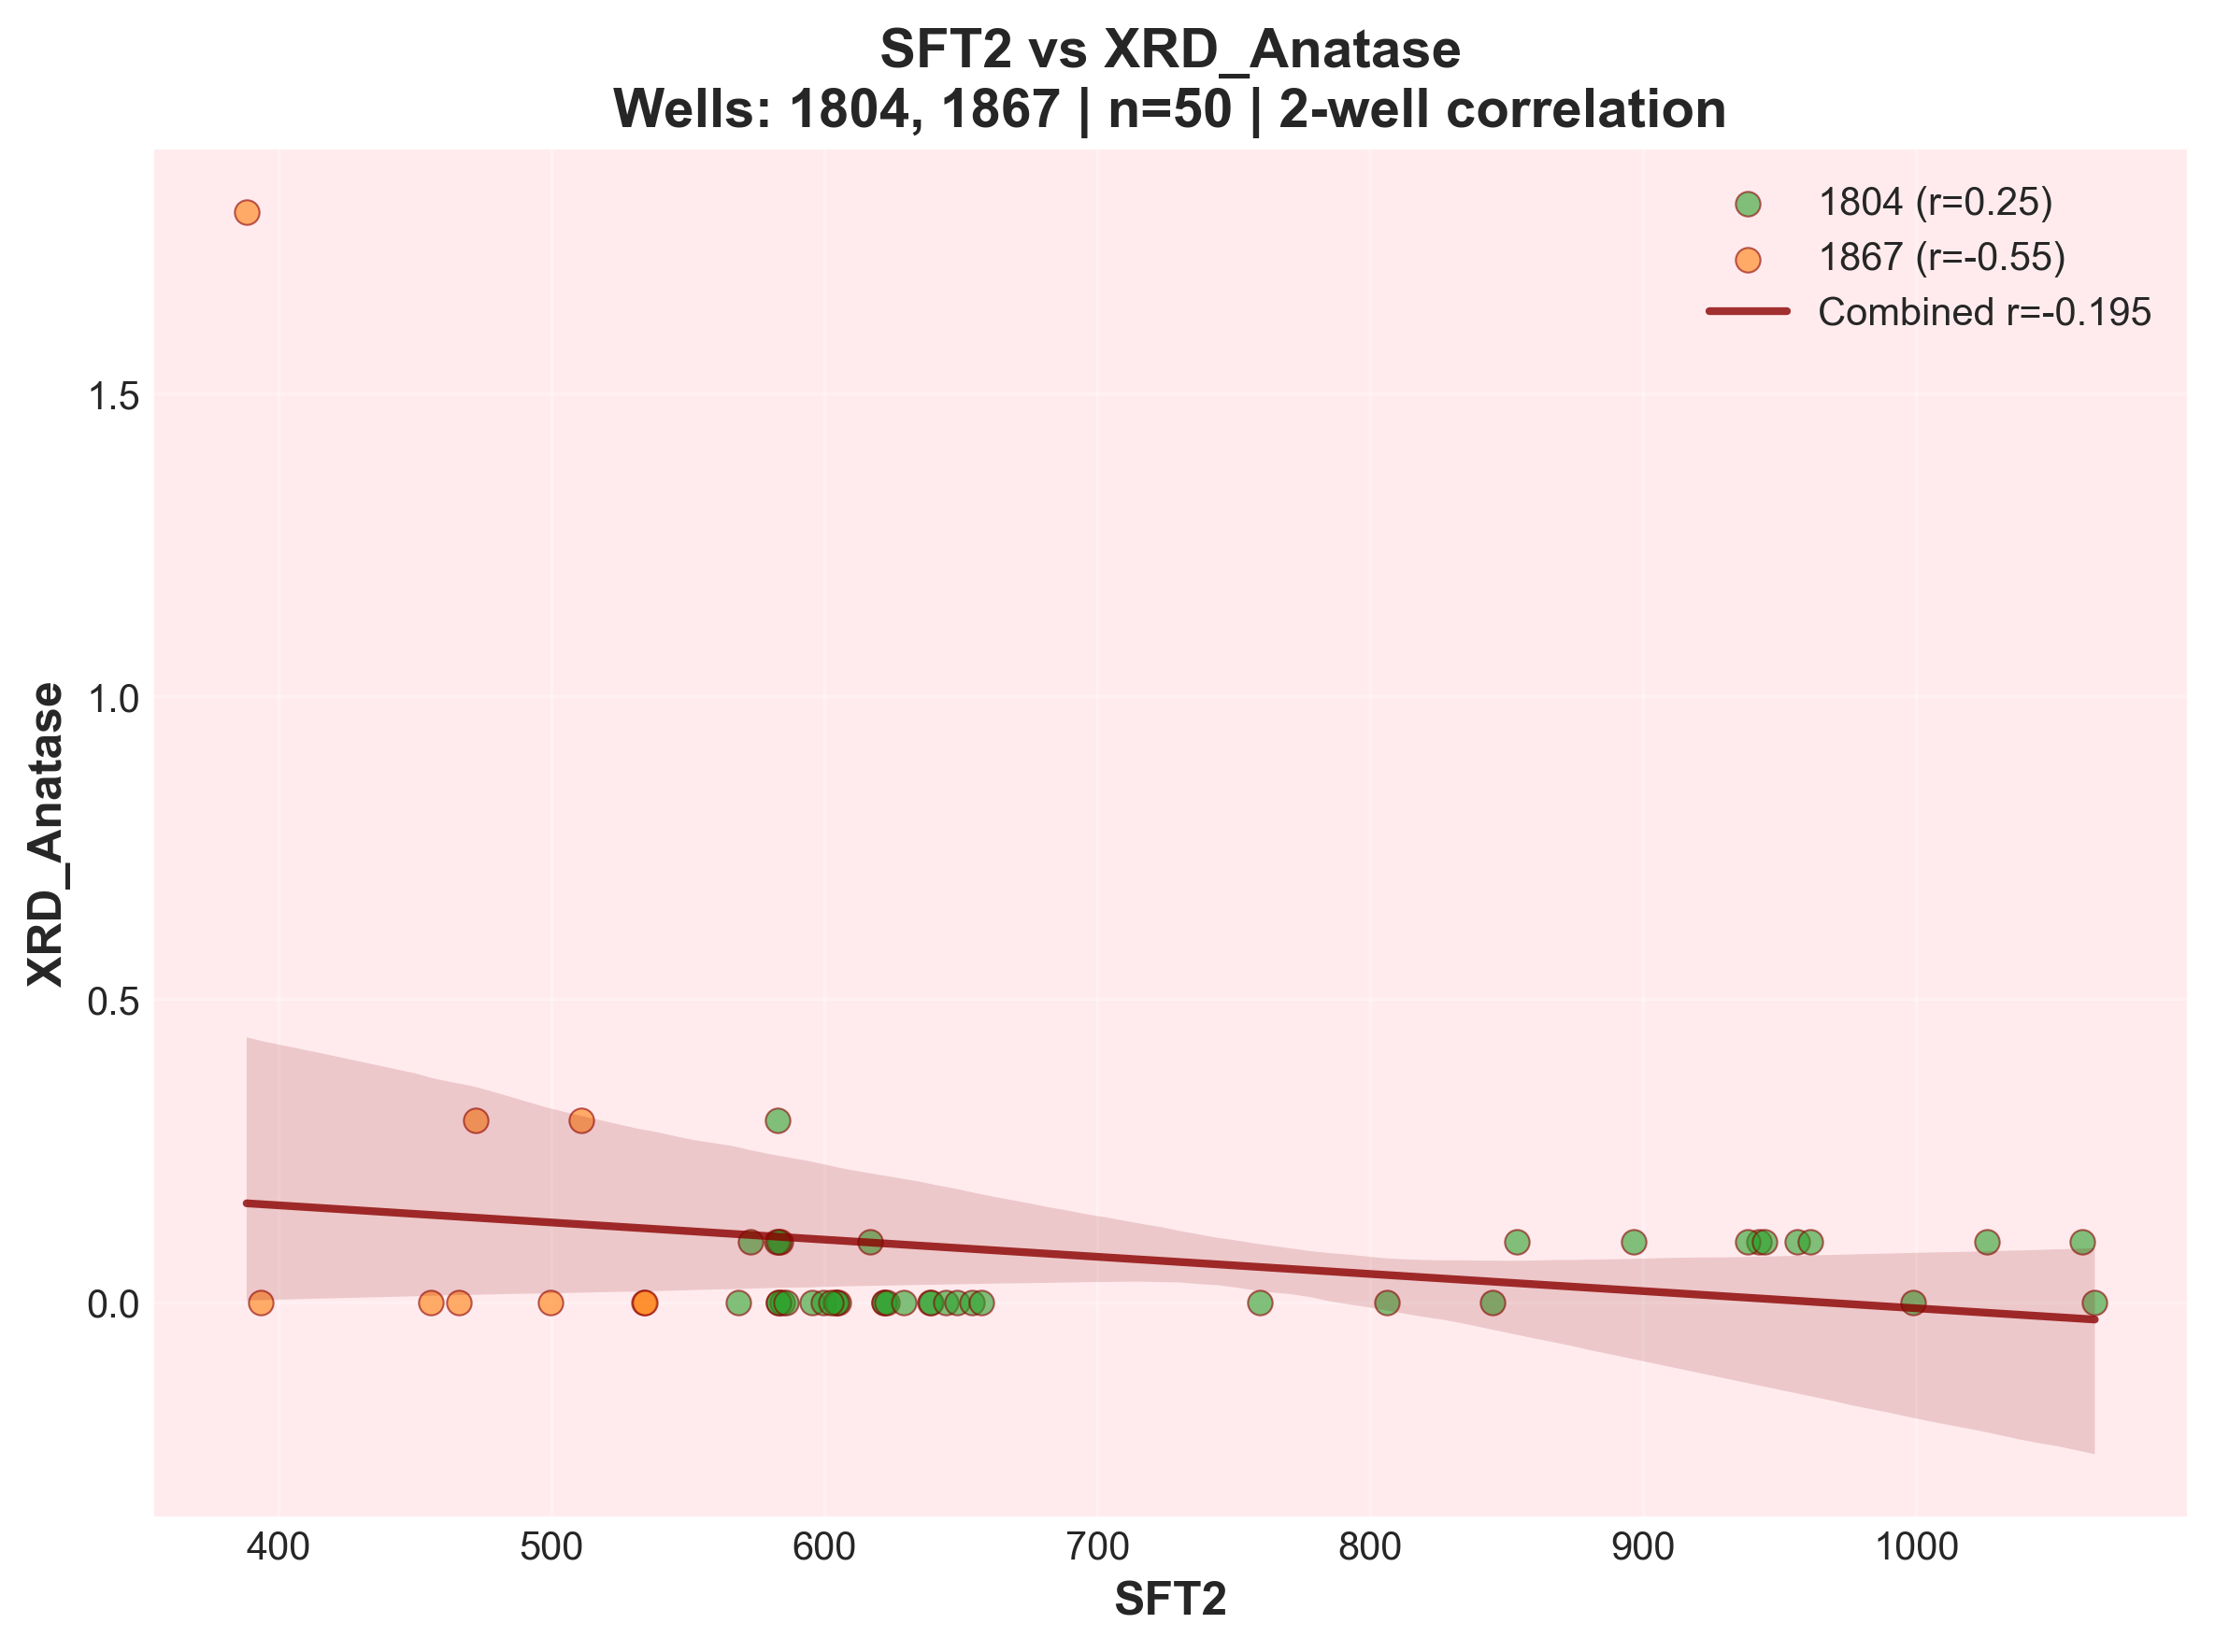 SFT2 vs XRD_Anatase
Wells: 1804, 1867 | n=50 | 2-well correlation
1804 (r=0.25)
1867 (r=-0.55)
Combined r=-0.195
XRD_Anatase
1.5
1.0
0.5
0.0
400
500
600
700
800
900
1000
SFT2